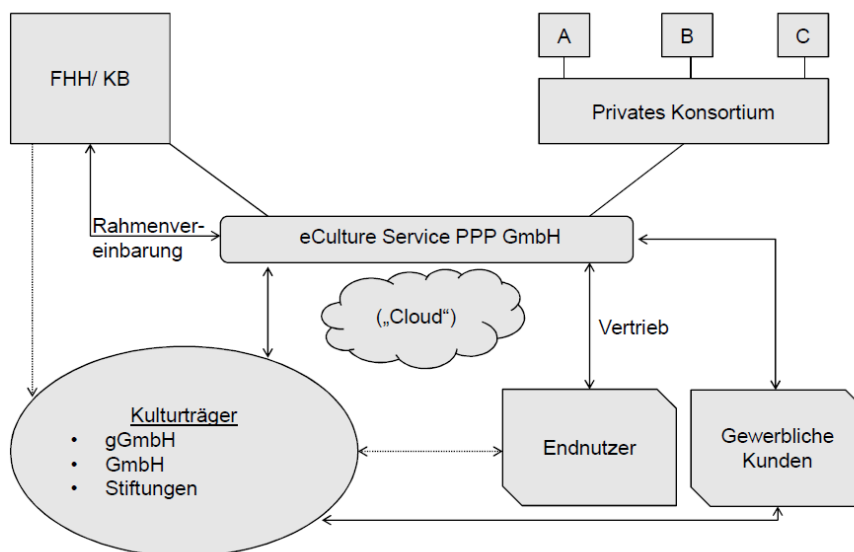 A
B
C
FHH/ KB
Privates Konsortium
Rahmenver-
einbarung
eCulture Service PPP GmbH
(„Cloud“)
Vertrieb
Kulturträger
• gGmbH
• GmbH
• Stiftungen
Endnutzer
Gewerbliche
Kunden